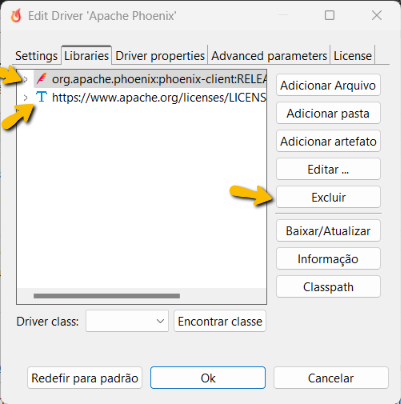 Edit Driver 'Apache Phoenix'
Settings Libraries Driver properties Advanced parameters License
org.apache.phoenix:phoenix-client:RELEA
https://www.apache.org/licenses/LICENS
Adicionar Arquivo
Adicionar pasta
Adicionar artefato
Editar ...
Excluir
Baixar/Atualizar
Informação
Classpath
Driver class: Encontrar classe
Redefir para padrão Ok Cancelar